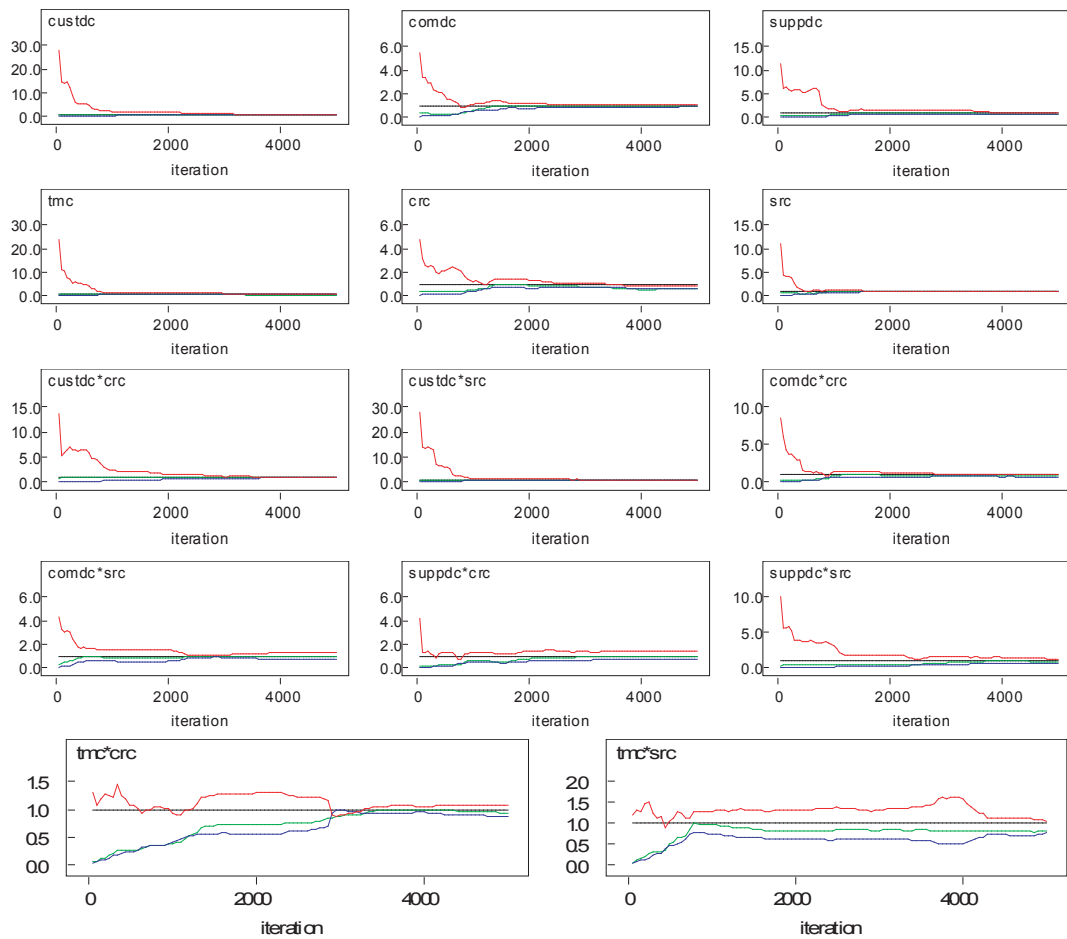 custdc comdc suppdc
30.0 6.0 15.0
20.0 4.0 10.0
10.0 2.0 5.0
0.0 0.0 0.0
0 2000 4000 0 2000 4000 0 2000 4000
iteration iteration iteration
tmc crc src
30.0 6.0 15.0
20.0 4.0 10.0
10.0 2.0 5.0
0.0 0.0 0.0
0 2000 4000 0 2000 4000 0 2000 4000
iteration iteration iteration
custdc*crc custdc*src comdc*crc
15.0 30.0 10.0
10.0 20.0 5.0
5.0 10.0 0.0
0.0 0.0
0 2000 4000 0 2000 4000 0 2000 4000
iteration iteration iteration
comdc*src suppdc*crc suppdc*src
6.0 6.0 10.0
4.0 4.0 5.0
2.0 2.0 0.0
0.0 0.0
0 2000 4000 0 2000 4000 0 2000 4000
iteration iteration iteration
tmc*crc tmc*src
1.5 2.0
1.0 1.5
0.5 1.0
0.0 0.5
0.0
0 2000 4000 0 2000 4000
iteration iteration